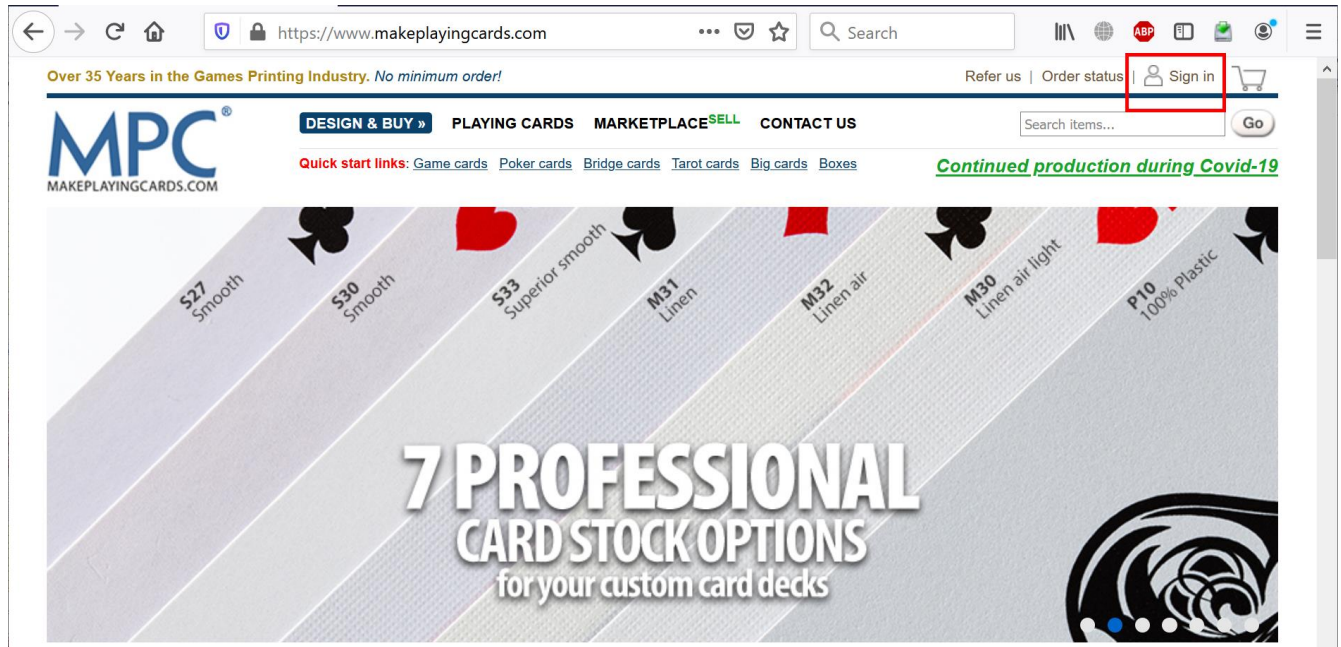 https://www.makeplayingcards.com
Search
ABP
Over 35 Years in the Games Printing Industry. No minimum order!
Refer us | Order status | Sign in
MPC®
MAKEPLAYINGCARDS.COM
DESIGN & BUY » PLAYING CARDS MARKETPLACESELL CONTACT US
Search items... Go
Quick start links: Game cards Poker cards Bridge cards Tarot cards Big cards Boxes
Continued production during Covid-19
S27 Smooth
S30 Smooth
S33 Superior smooth
M31 Linen
M32 Linen air
M30 Linen air light
P10 100% Plastic
7 PROFESSIONAL
CARD STOCK OPTIONS
for your custom card decks